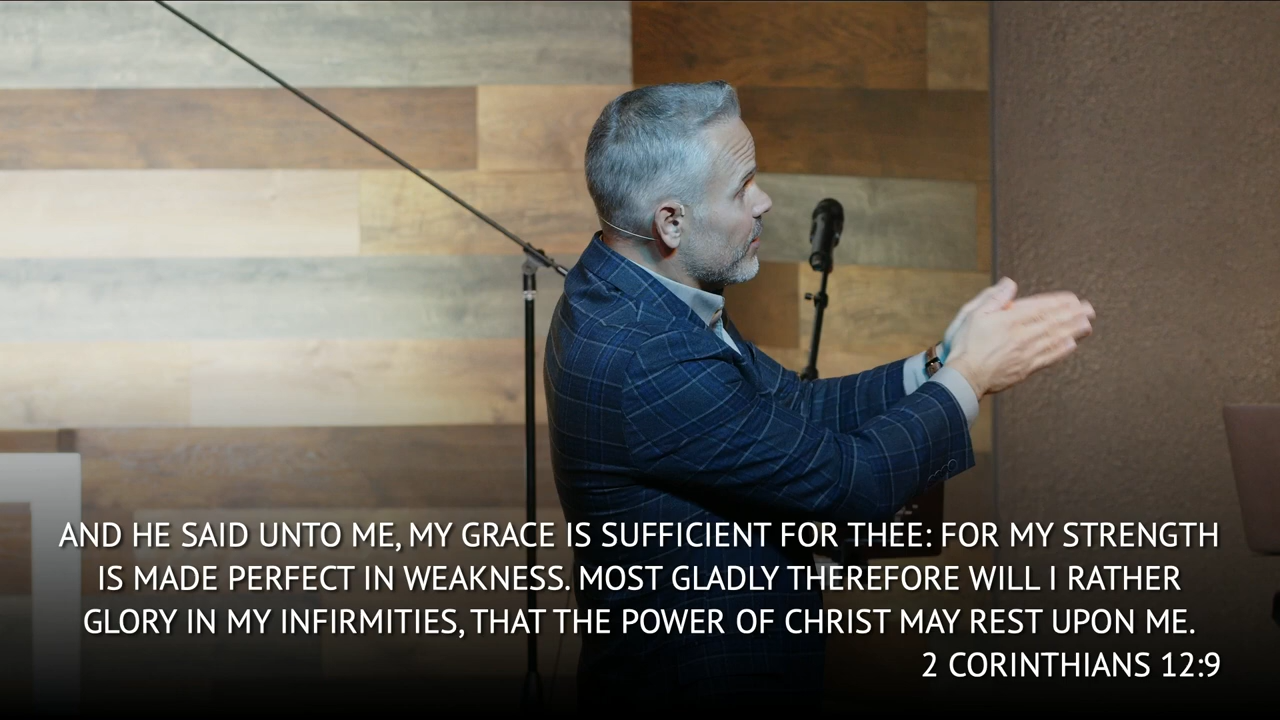 AND HE SAID UNTO ME, MY GRACE IS SUFFICIENT FOR THEE: FOR MY STRENGTH
IS MADE PERFECT IN WEAKNESS. MOST GLADLY THEREFORE WILL I RATHER
GLORY IN MY INFIRMITIES, THAT THE POWER OF CHRIST MAY REST UPON ME.
2 CORINTHIANS 12:9